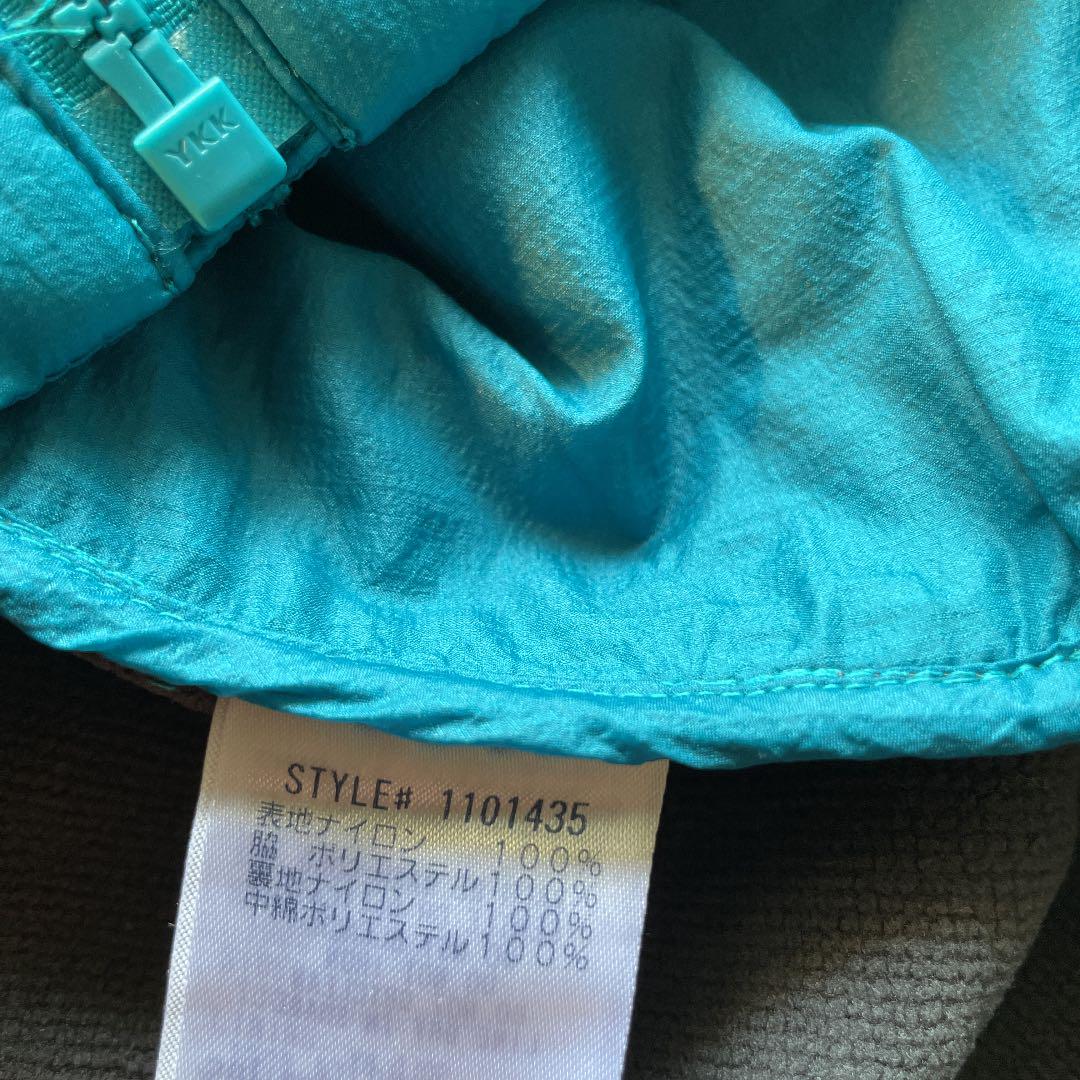 YKK
STYLE# 1101435
表地ナイロン 100%
脇 ポリエステル100%
裏地ナイロン 100%
中綿ポリエステル100%